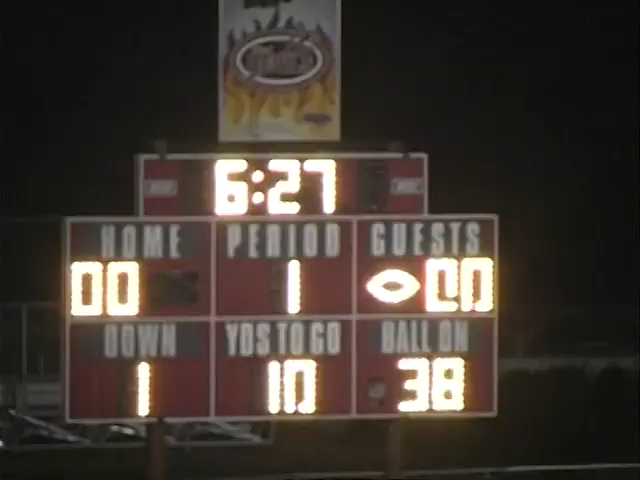 6:27
HOME PERIOD GUESTS
00 1 00
DOWN YDS TO GO BALL ON
1 10 38